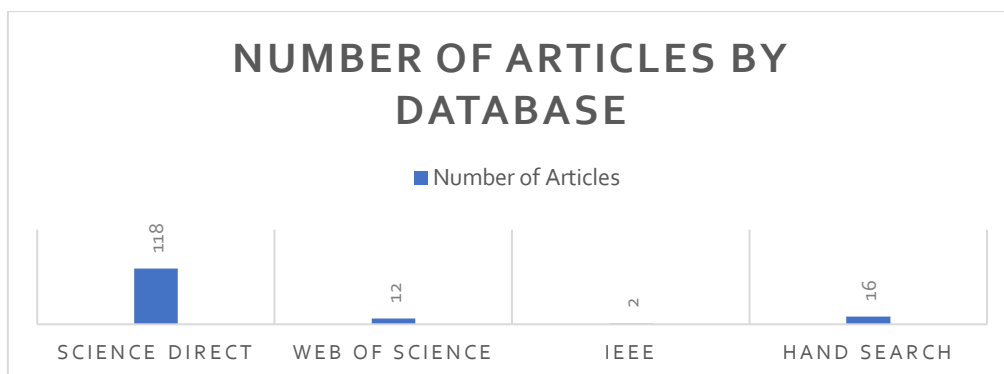 NUMBER OF ARTICLES BY
DATABASE
Number of Articles
118
12
2
16
SCIENCE DIRECT
WEB OF SCIENCE
IEEE
HAND SEARCH